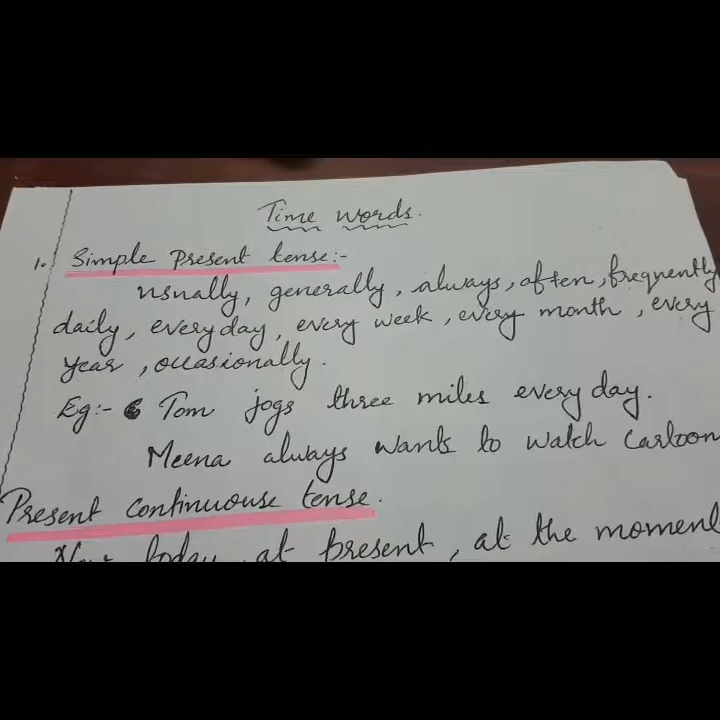 Time words.
1. Simple Present tense:-
usually, generally, always, often, frequently
daily, everyday, every week, every month, every
year, occasionally.
Eg:- Tom jogs three miles every day.
Meena always wants to watch cartoon
Present continuouse tense.
Now today, at present, at the moment